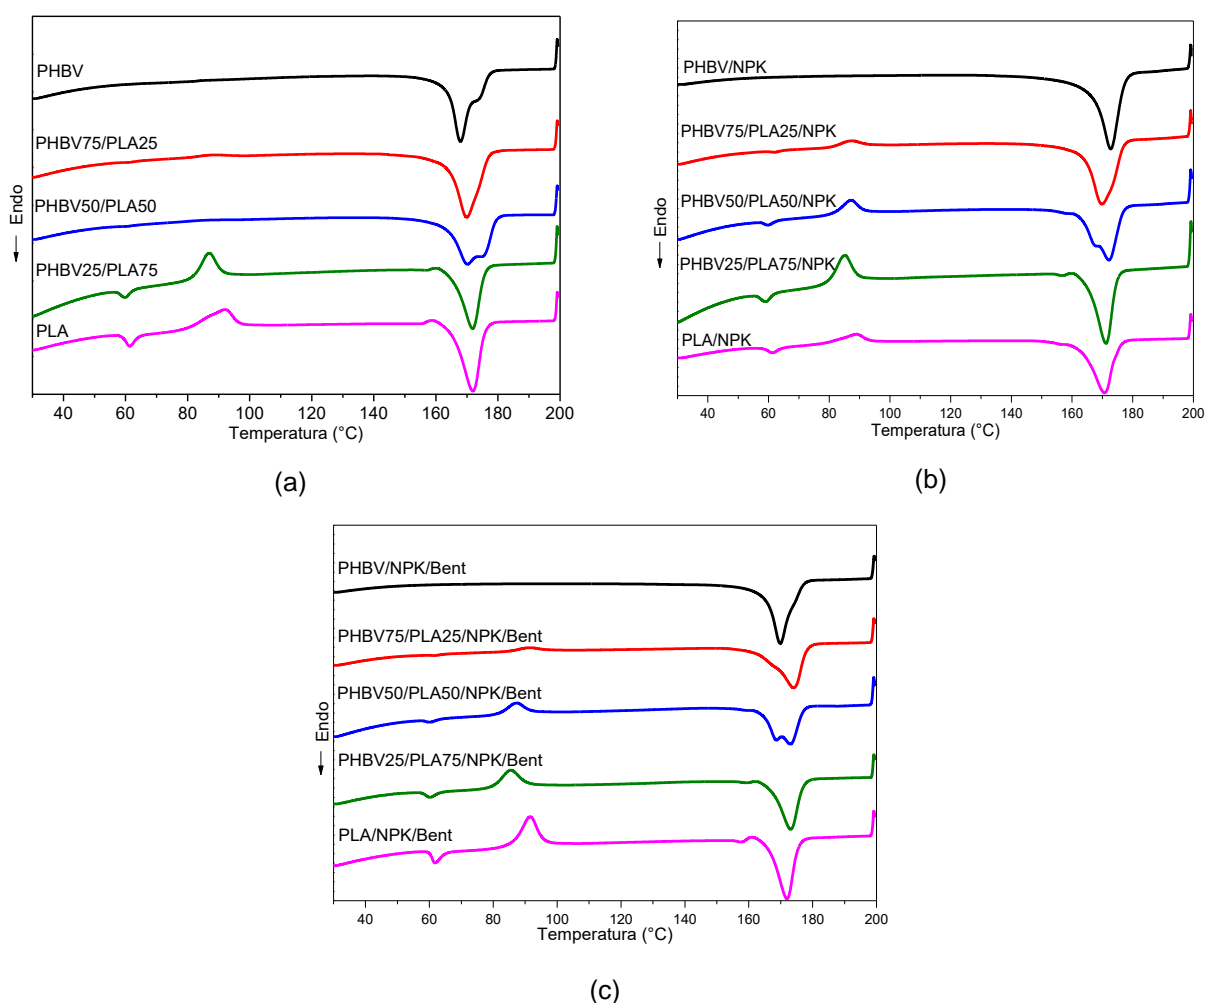 PHBV
PHBV75/PLA25
PHBV50/PLA50
PHBV25/PLA75
PLA
Endo
40 60 80 100 120 140 160 180 200
Temperatura (°C)
(a)
PHBV/NPK
PHBV75/PLA25/NPK
PHBV50/PLA50/NPK
PHBV25/PLA75/NPK
PLA/NPK
Endo
40 60 80 100 120 140 160 180 200
Temperatura (°C)
(b)
PHBV/NPK/Bent
PHBV75/PLA25/NPK/Bent
PHBV50/PLA50/NPK/Bent
PHBV25/PLA75/NPK/Bent
PLA/NPK/Bent
Endo
40 60 80 100 120 140 160 180 200
Temperatura (°C)
(c)